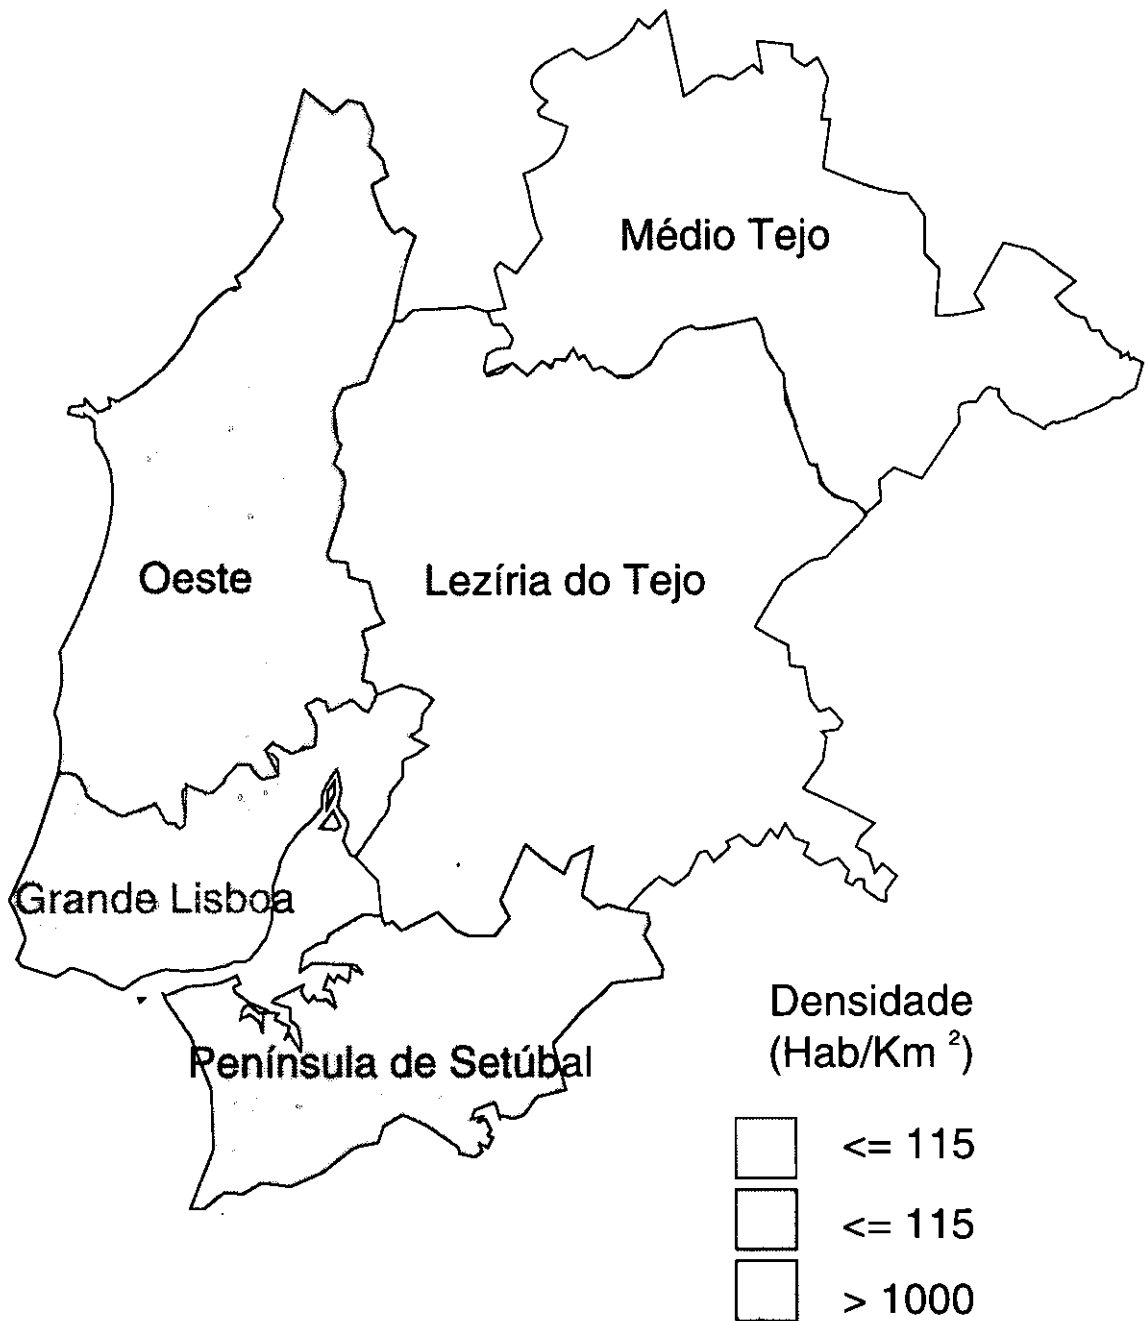 Médio Tejo
Oeste
Lezíria do Tejo
Grande Lisboa
Península de Setúbal
Densidade
(Hab/Km ²)
<= 115
<= 115
> 1000